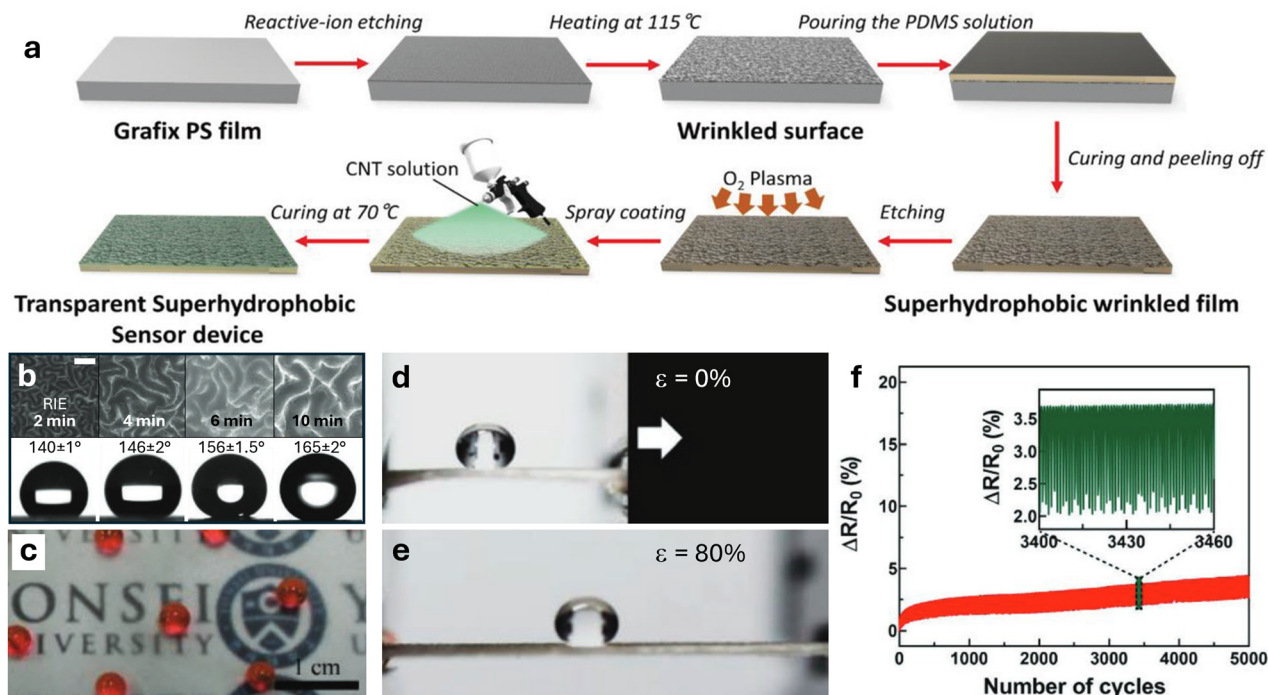 a
Reactive-ion etching
Heating at 115 ℃
Pouring the PDMS solution
Grafix PS film
Wrinkled surface
Curing and peeling off
CNT solution
O₂ Plasma
Curing at 70 ℃
Spray coating
Etching
Transparent Superhydrophobic
Sensor device
Superhydrophobic wrinkled film
b
RIE
2 min
4 min
6 min
10 min
140±1°
146±2°
156±1.5°
165±2°
c
ONSEI
Y
IVERSITY
U
1 cm
d
ε = 0%
e
ε = 80%
f
ΔR/R₀ (%)
20
15
10
5
0
0
1000
2000
3000
4000
5000
Number of cycles
ΔR/R₀ (%)
3.5
3.0
2.5
2.0
3400
3430
3460